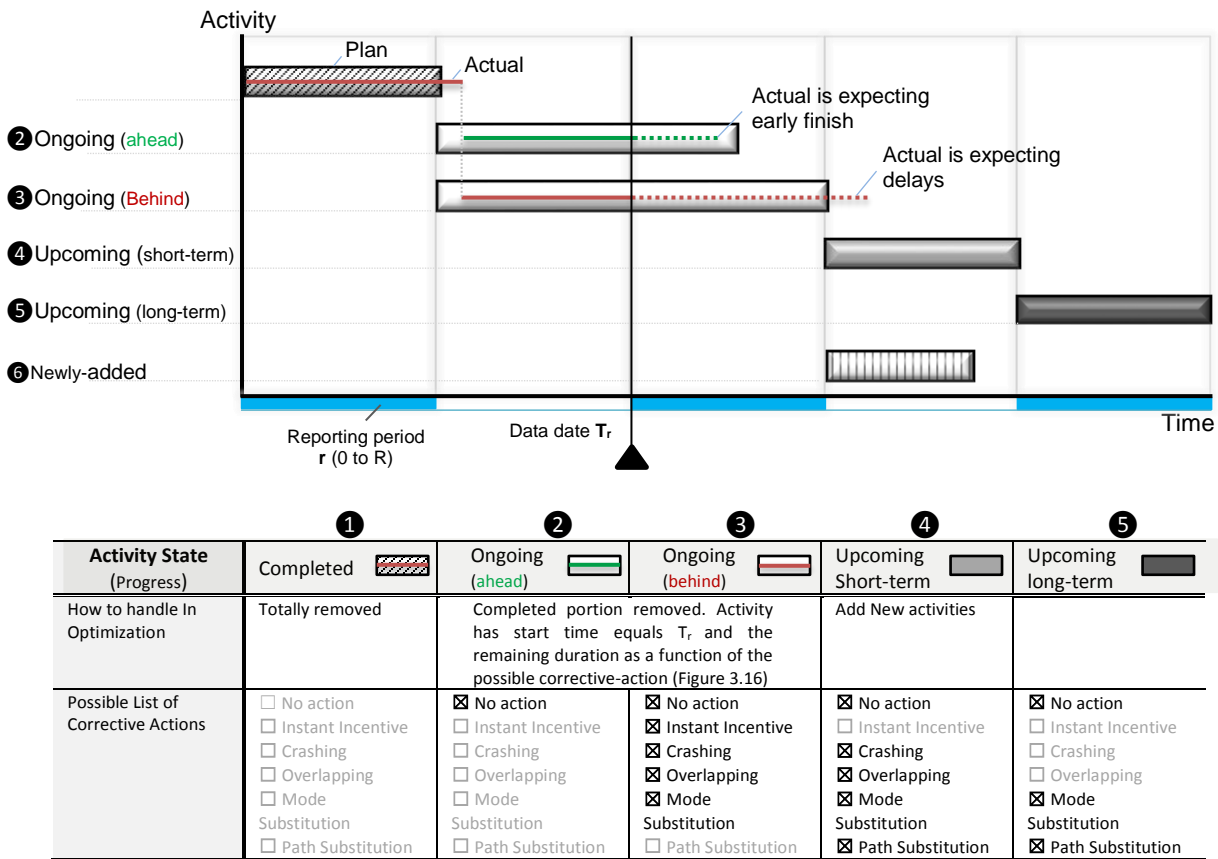 Activity
Plan
Actual
Actual is expecting
early finish
❷Ongoing (ahead)
Actual is expecting
delays
❸Ongoing (Behind)
❹Upcoming (short-term)
❺Upcoming (long-term)
❻Newly-added
Time
Reporting period
r (0 to R)
Data date Tr
❶ ❷ ❸ ❹ ❺
Activity State
(Progress)
Completed
Ongoing
(ahead)
Ongoing
(behind)
Upcoming
Short-term
Upcoming
long-term
How to handle In
Optimization
Totally removed
Completed portion removed. Activity
has start time equals Tr and the
remaining duration as a function of the
possible corrective-action (Figure 3.16)
Add New activities
Possible List of
Corrective Actions
☐ No action
☐ Instant Incentive
☐ Crashing
☐ Overlapping
☐ Mode
Substitution
☐ Path Substitution
☒ No action
☐ Instant Incentive
☐ Crashing
☐ Overlapping
☐ Mode
Substitution
☐ Path Substitution
☒ No action
☒ Instant Incentive
☒ Crashing
☒ Overlapping
☒ Mode
Substitution
☐ Path Substitution
☒ No action
☐ Instant Incentive
☒ Crashing
☒ Overlapping
☒ Mode
Substitution
☒ Path Substitution
☒ No action
☐ Instant Incentive
☐ Crashing
☐ Overlapping
☒ Mode
Substitution
☒ Path Substitution